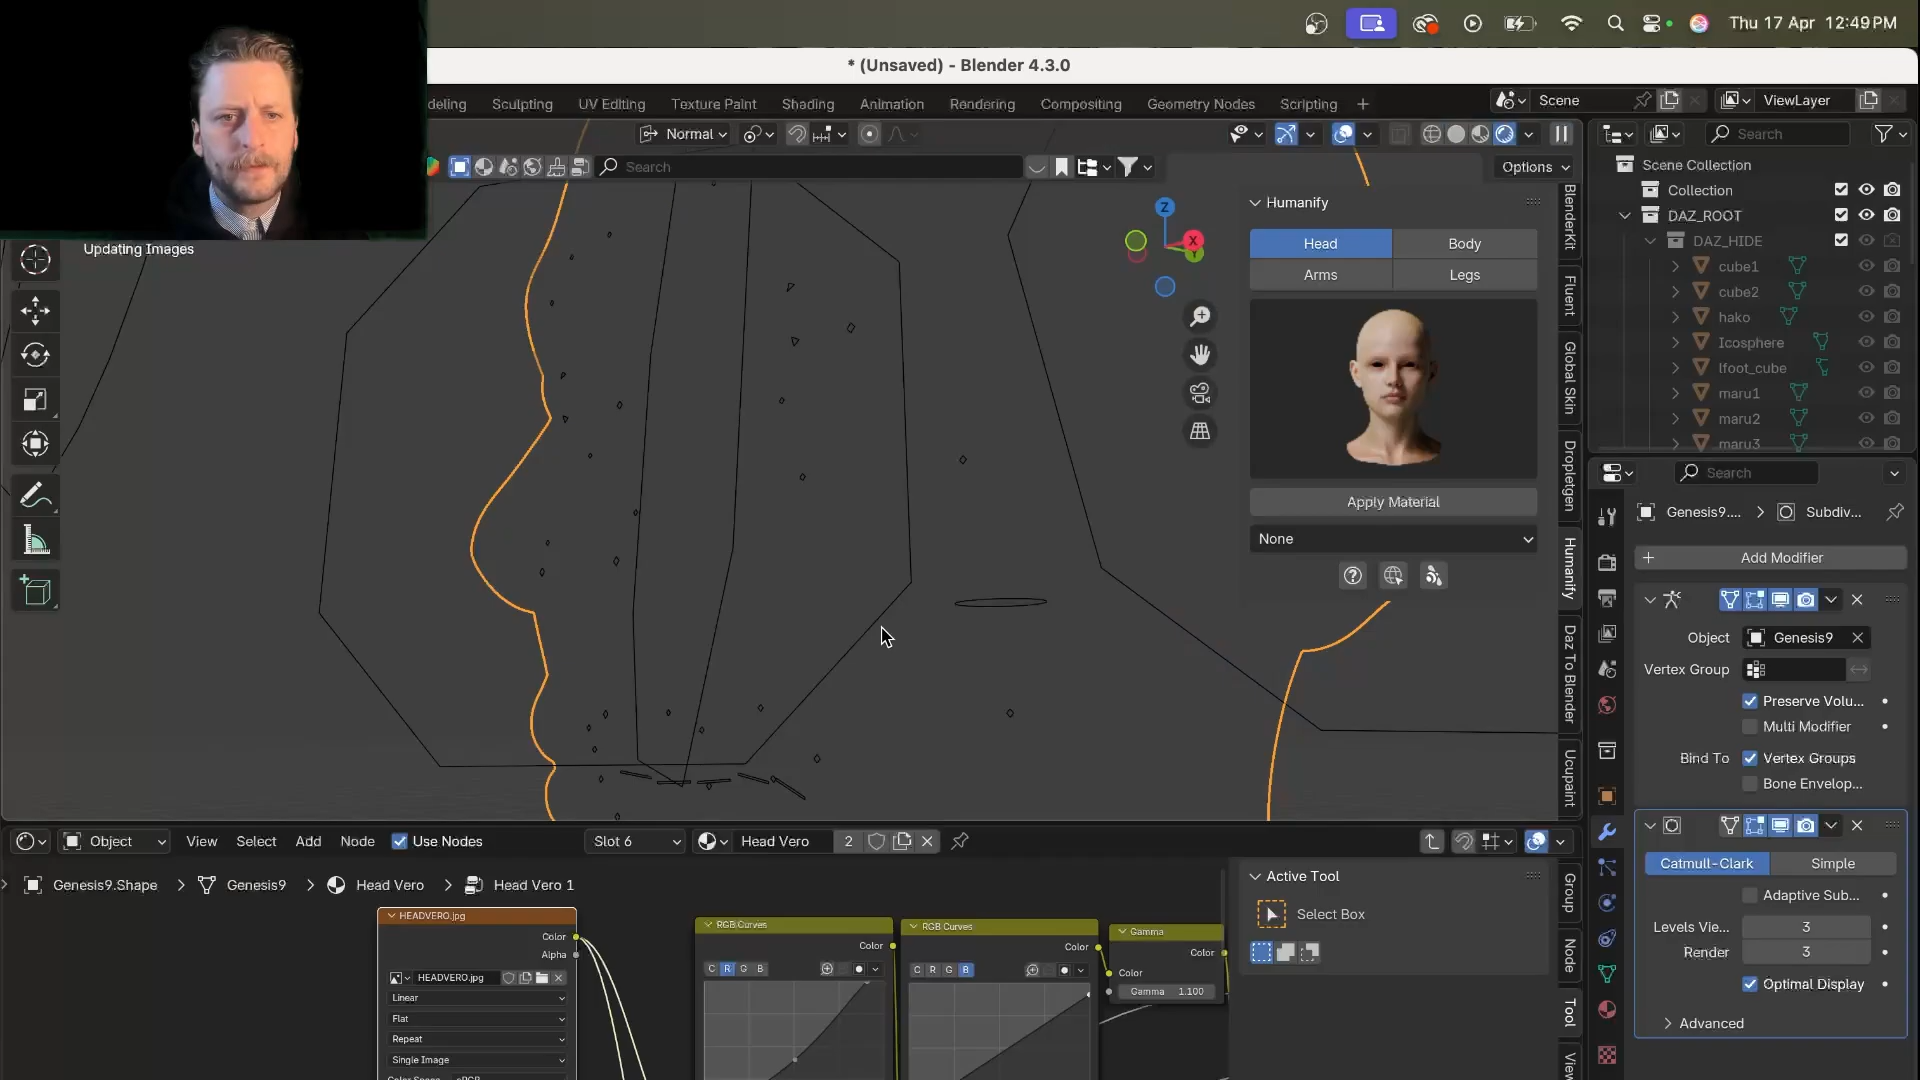 Thu 17 Apr 12:49 PM
* (Unsaved) - Blender 4.3.0
deling Sculpting UV Editing Texture Paint Shading Animation Rendering Compositing Geometry Nodes Scripting
Scene
ViewLayer
Normal
Search
Search
Options
Updating Images
Z
X
Y
Humanify
Head
Body
Arms
Legs
Apply Material
None
BlenderKit
Fluent
Global Skin
Dropletgen
Humanify
Daz To Blender
Ucupaint
Scene Collection
Collection
DAZ_ROOT
DAZ_HIDE
cube1
cube2
hako
Icosphere
lfoot_cube
maru1
maru2
maru3
Search
Genesis9....
Subdiv...
Add Modifier
Object Genesis9
Vertex Group
Preserve Volu...
Multi Modifier
Bind To Vertex Groups
Bone Envelop...
Catmull-Clark
Simple
Adaptive Sub...
Levels Vie... 3
Render 3
Optimal Display
Advanced
Object
View
Select
Add
Node
Use Nodes
Slot 6
Head Vero
2
Genesis9.Shape
Genesis9
Head Vero
Head Vero 1
HEADVERO.jpg
Color
Alpha
HEADVERO.jpg
Linear
Flat
Repeat
Single Image
RGB Curves
Color
C R G B
RGB Curves
Color
C R G B
Gamma
Color
Color
Gamma 1.100
Active Tool
Select Box
Group
Node
Tool
View